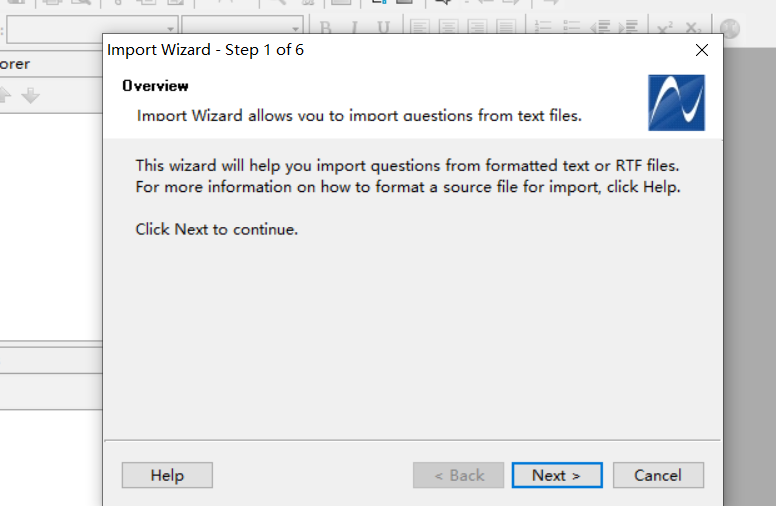 B I U
x² X₂
Import Wizard - Step 1 of 6
orer
Overview
Import Wizard allows you to import questions from text files.
This wizard will help you import questions from formatted text or RTF files.
For more information on how to format a source file for import, click Help.
Click Next to continue.
Help
< Back
Next >
Cancel